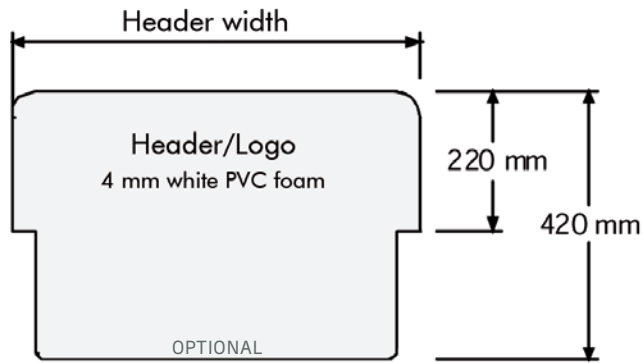 Header width
Header/Logo
4 mm white PVC foam
220 mm
420 mm
OPTIONAL